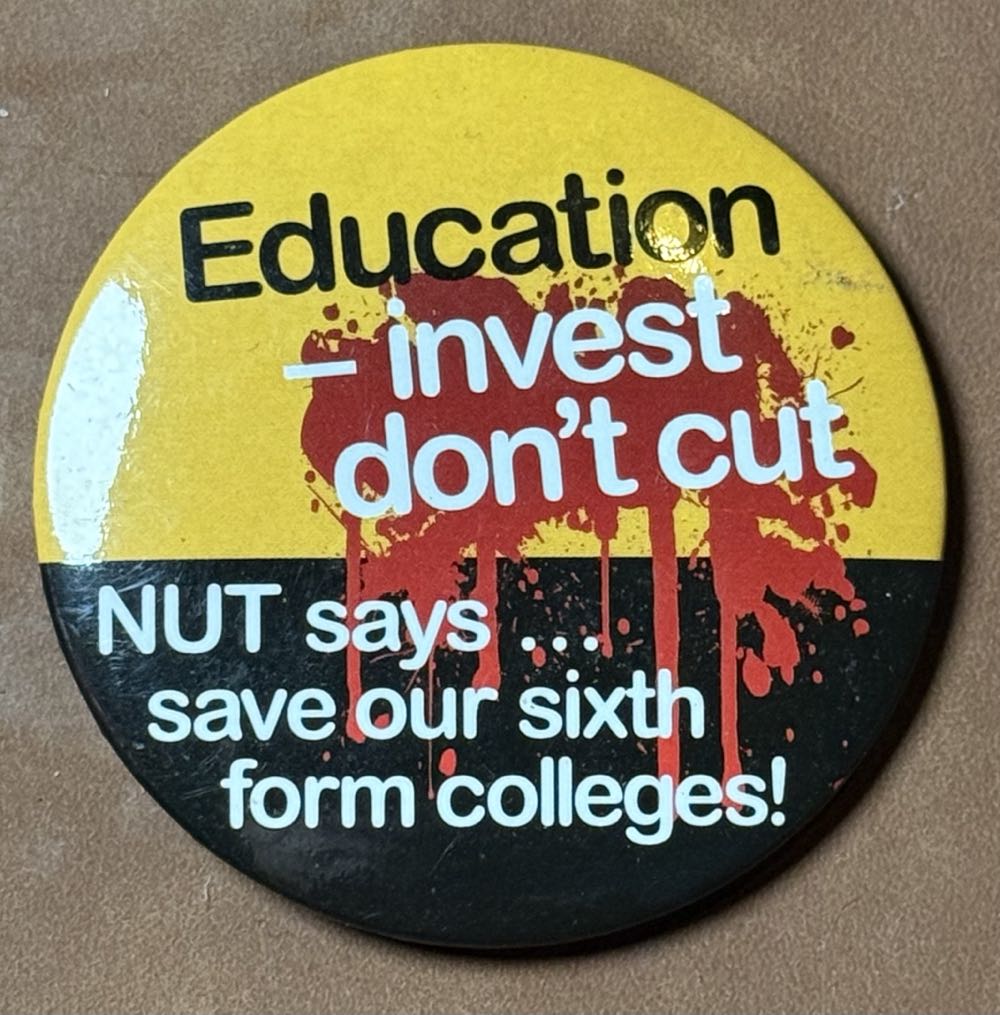 Education
– invest
don't cut
NUT says ...
save our sixth
form colleges!